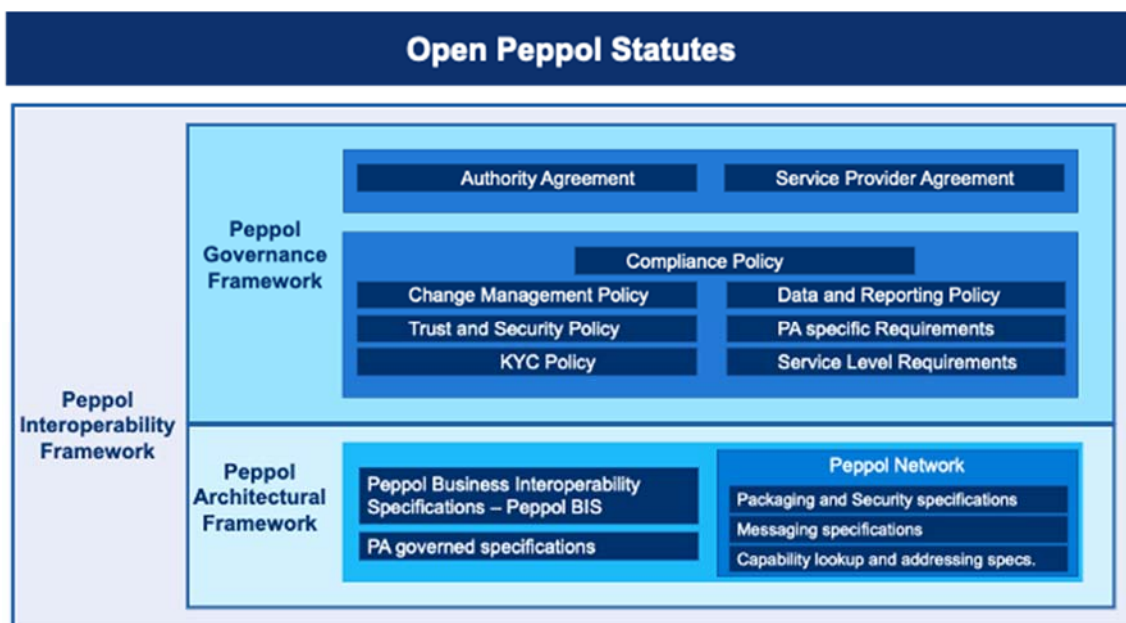 Open Peppol Statutes
Peppol
Interoperability
Framework
Peppol
Governance
Framework
Authority Agreement
Service Provider Agreement
Compliance Policy
Change Management Policy
Data and Reporting Policy
Trust and Security Policy
PA specific Requirements
KYC Policy
Service Level Requirements
Peppol
Architectural
Framework
Peppol Business Interoperability
Specifications – Peppol BIS
PA governed specifications
Peppol Network
Packaging and Security specifications
Messaging specifications
Capability lookup and addressing specs.